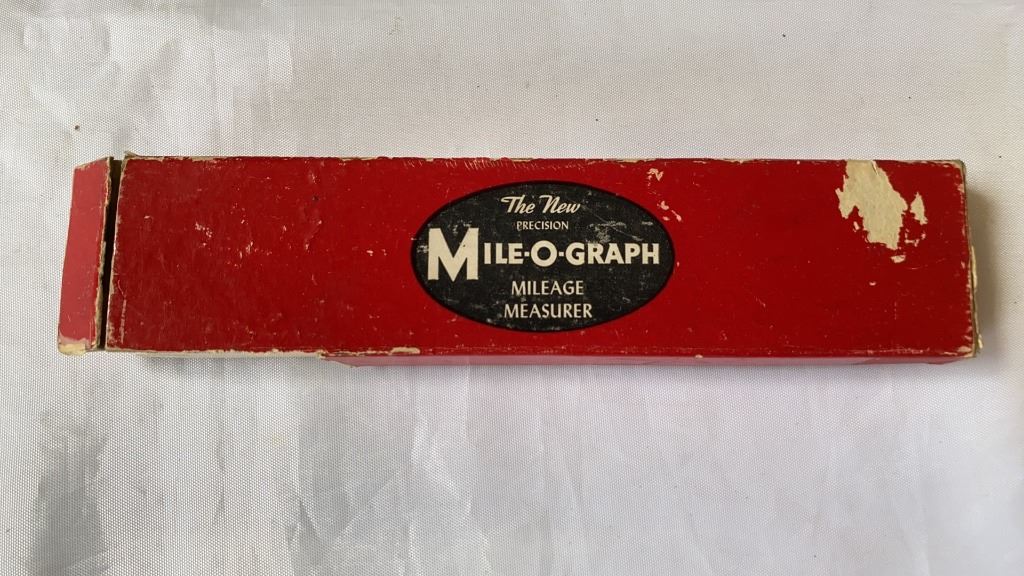 The New
PRECISION
MILE-O-GRAPH
MILEAGE
MEASURER